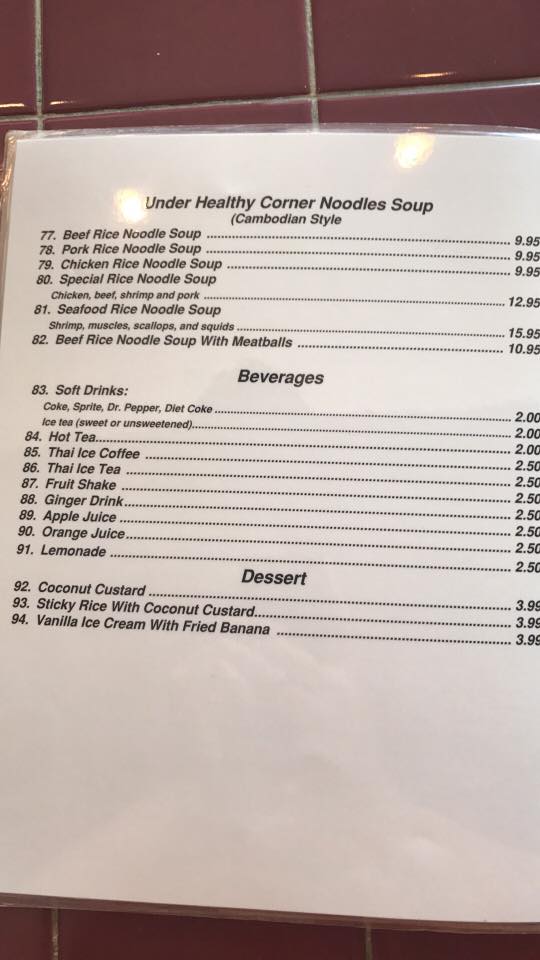 Under Healthy Corner Noodles Soup
(Cambodian Style
77. Beef Rice Noodle Soup ........ 9.95
78. Pork Rice Noodle Soup ........ 9.95
79. Chicken Rice Noodle Soup ........ 9.95
80. Special Rice Noodle Soup
Chicken, beef, shrimp and pork ........ 12.95
81. Seafood Rice Noodle Soup
Shrimp, muscles, scallops, and squids ........ 15.95
82. Beef Rice Noodle Soup With Meatballs ........ 10.95
Beverages
83. Soft Drinks:
Coke, Sprite, Dr. Pepper, Diet Coke ........ 2.00
Ice tea (sweet or unsweetened) ........ 2.00
84. Hot Tea ........ 2.00
85. Thai Ice Coffee ........ 2.50
86. Thai Ice Tea ........ 2.50
87. Fruit Shake ........ 2.50
88. Ginger Drink ........ 2.50
89. Apple Juice ........ 2.50
90. Orange Juice ........ 2.50
91. Lemonade ........ 2.50
Dessert
92. Coconut Custard ........ 3.99
93. Sticky Rice With Coconut Custard ........ 3.99
94. Vanilla Ice Cream With Fried Banana ........ 3.99